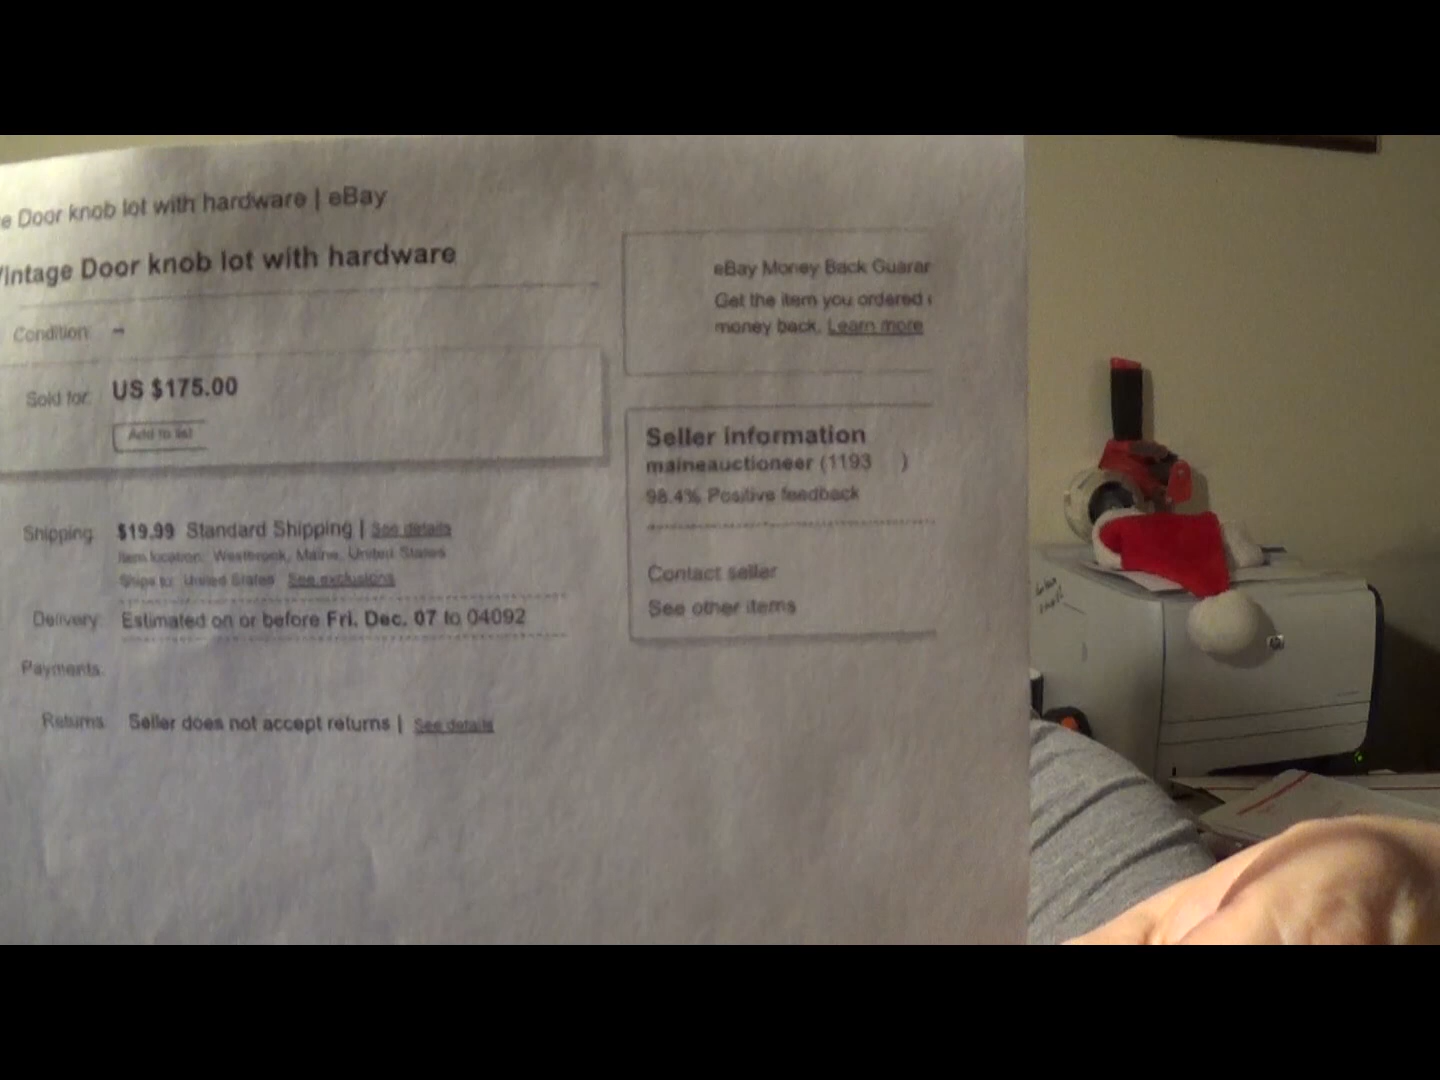 e Door knob lot with hardware | eBay
Vintage Door knob lot with hardware
Condition: --
Sold for: US $175.00
Add to list
Shipping: $19.99 Standard Shipping | See details
Item location: Westbrook, Maine, United States
Ships to: United States See exclusions
Delivery: Estimated on or before Fri. Dec. 07 to 04092
Payments:
Returns: Seller does not accept returns | See details
eBay Money Back Guarar
Get the item you ordered
money back. Learn more
Seller information
maineauctioneer (1193 )
98.4% Positive feedback
Contact seller
See other items
hp